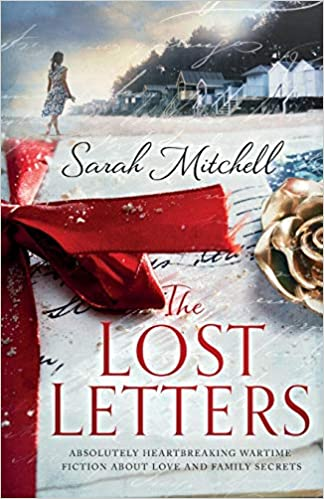 Sarah Mitchell
The
LOST
LETTERS
ABSOLUTELY HEARTBREAKING WARTIME
FICTION ABOUT LOVE AND FAMILY SECRETS